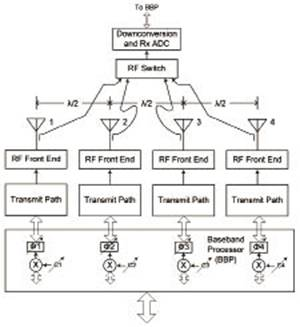 To BBP
Downconversion
and Rx ADC
RF Switch
λ/2 λ/2 λ/2
1 2 3 4
RF Front End RF Front End RF Front End RF Front End
Transmit Path Transmit Path Transmit Path Transmit Path
Φ1 Φ2 Φ3 Φ4
Baseband
Processor
(BBP)
X X X X